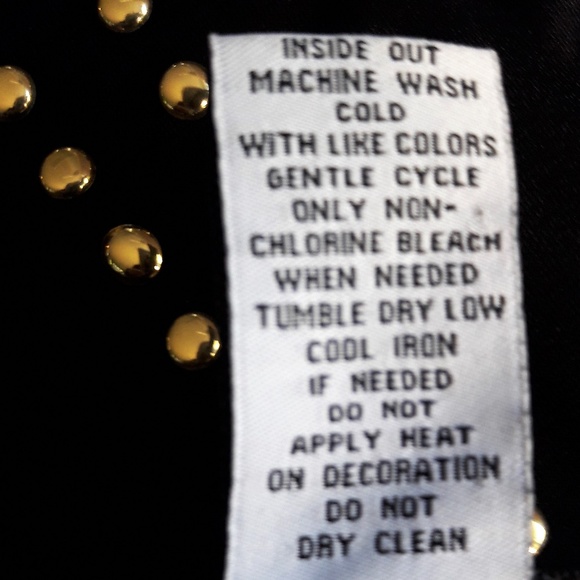 INSIDE OUT
MACHINE WASH
COLD
WITH LIKE COLORS
GENTLE CYCLE
ONLY NON-
CHLORINE BLEACH
WHEN NEEDED
TUMBLE DRY LOW
COOL IRON
IF NEEDED
DO NOT
APPLY HEAT
ON DECORATION
DO NOT
DRY CLEAN